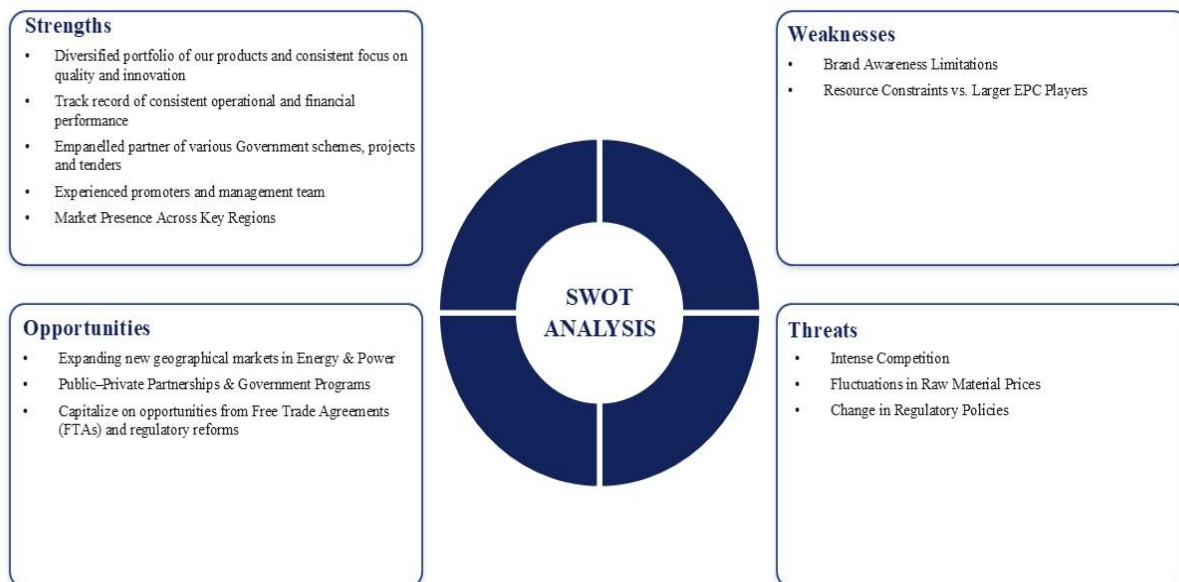 Strengths
• Diversified portfolio of our products and consistent focus on
quality and innovation
• Track record of consistent operational and financial
performance
• Empanelled partner of various Government schemes, projects
and tenders
• Experienced promoters and management team
• Market Presence Across Key Regions
Weaknesses
• Brand Awareness Limitations
• Resource Constraints vs. Larger EPC Players
SWOT
ANALYSIS
Opportunities
• Expanding new geographical markets in Energy & Power
• Public–Private Partnerships & Government Programs
• Capitalize on opportunities from Free Trade Agreements
(FTAs) and regulatory reforms
Threats
• Intense Competition
• Fluctuations in Raw Material Prices
• Change in Regulatory Policies